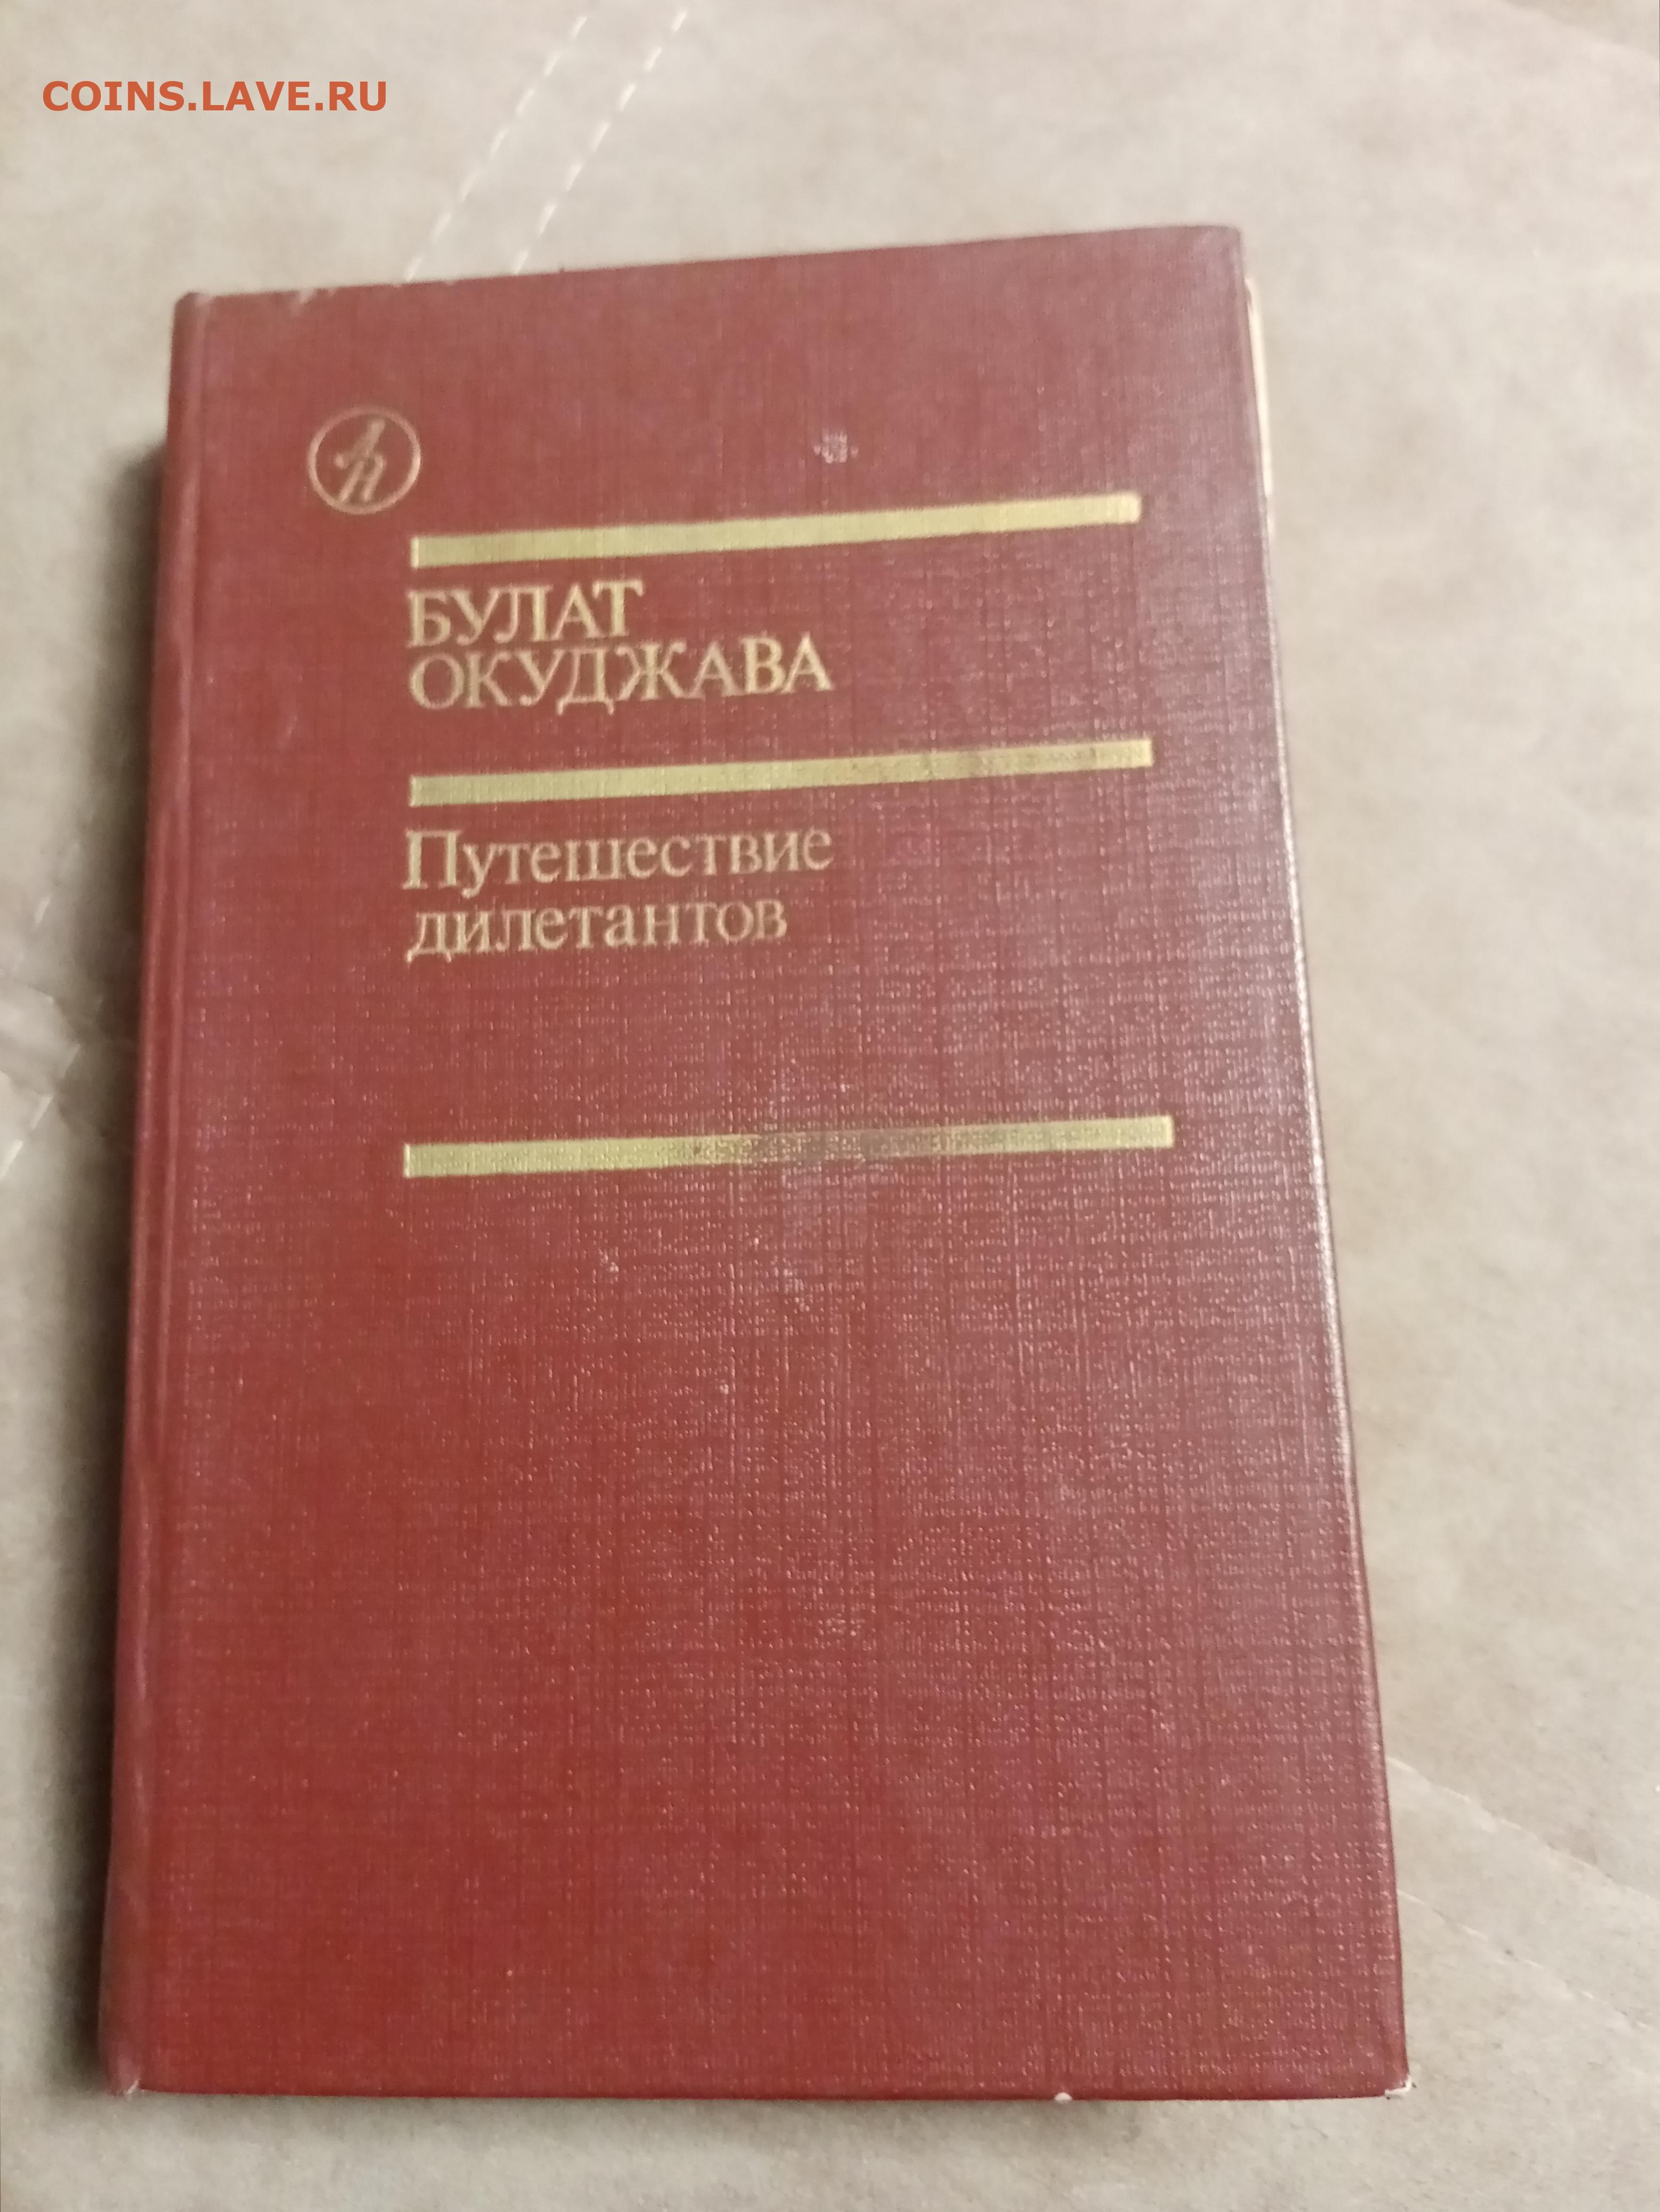 COINS.LAVE.RU
БУЛАТ
ОКУДЖАВА
Путешествие
дилетантов